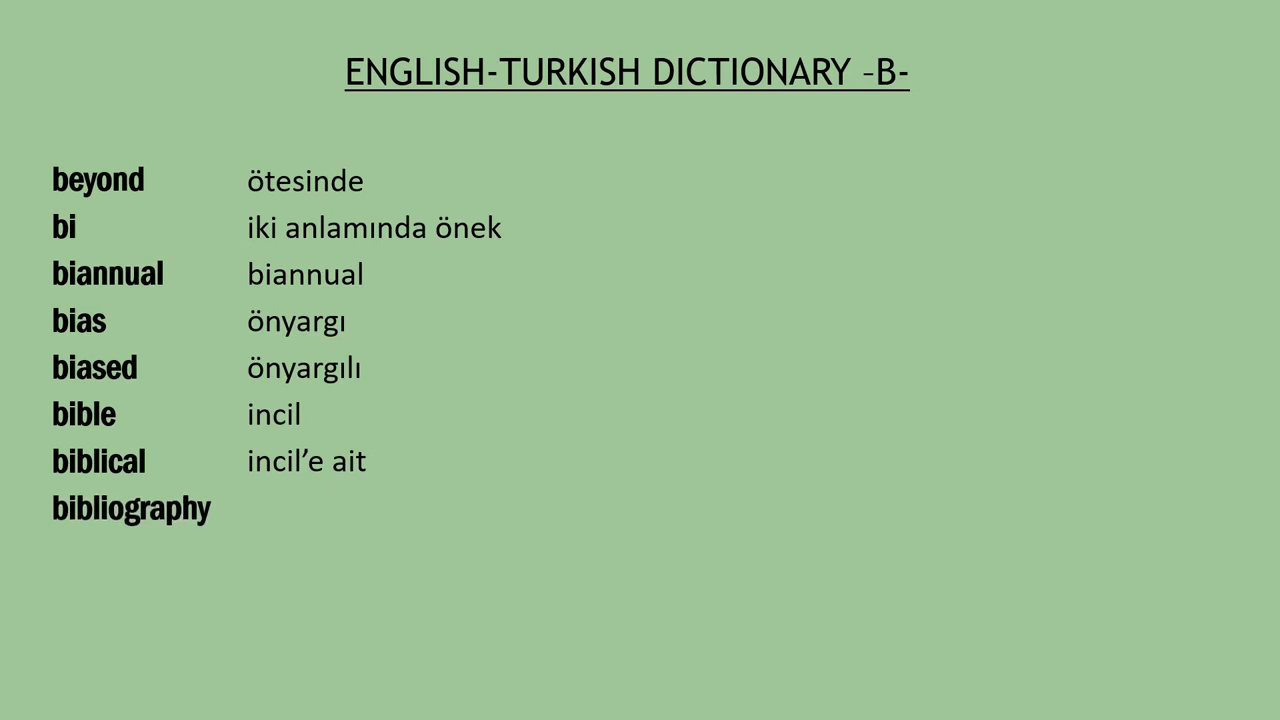 ENGLISH-TURKISH DICTIONARY –B-
beyond ötesinde
bi iki anlamında önek
biannual biannual
bias önyargı
biased önyargılı
bible incil
biblical incil’e ait
bibliography